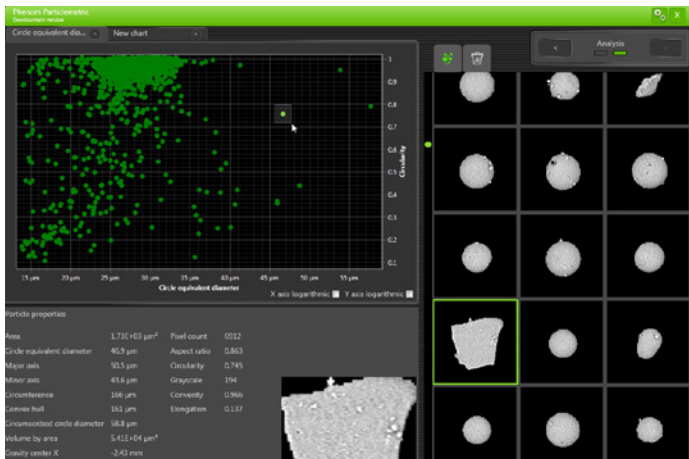 Phenom Particlemetric
Development version
X
Circle equivalent dia...
New chart
Analysis
<
1
0.9
0.8
0.7
0.6
0.5
0.4
0.3
0.2
0.1
Circularity
15 µm 20 µm 25 µm 30 µm 35 µm 40 µm 45 µm 50 µm 55 µm
Circle equivalent diameter
X axis logarithmic Y axis logarithmic
Particle properties
Area 1.73E+03 µm² Pixel count 6912
Circle equivalent diameter 46.9 µm Aspect ratio 0.863
Major axis 50.5 µm Circularity 0.745
Minor axis 43.6 µm Grayscale 194
Circumference 166 µm Convexity 0.966
Convex hull 161 µm Elongation 0.137
Circumscribed circle diameter 58.8 µm
Volume by area 5.41E+04 µm³
Gravity center X -2.43 mm